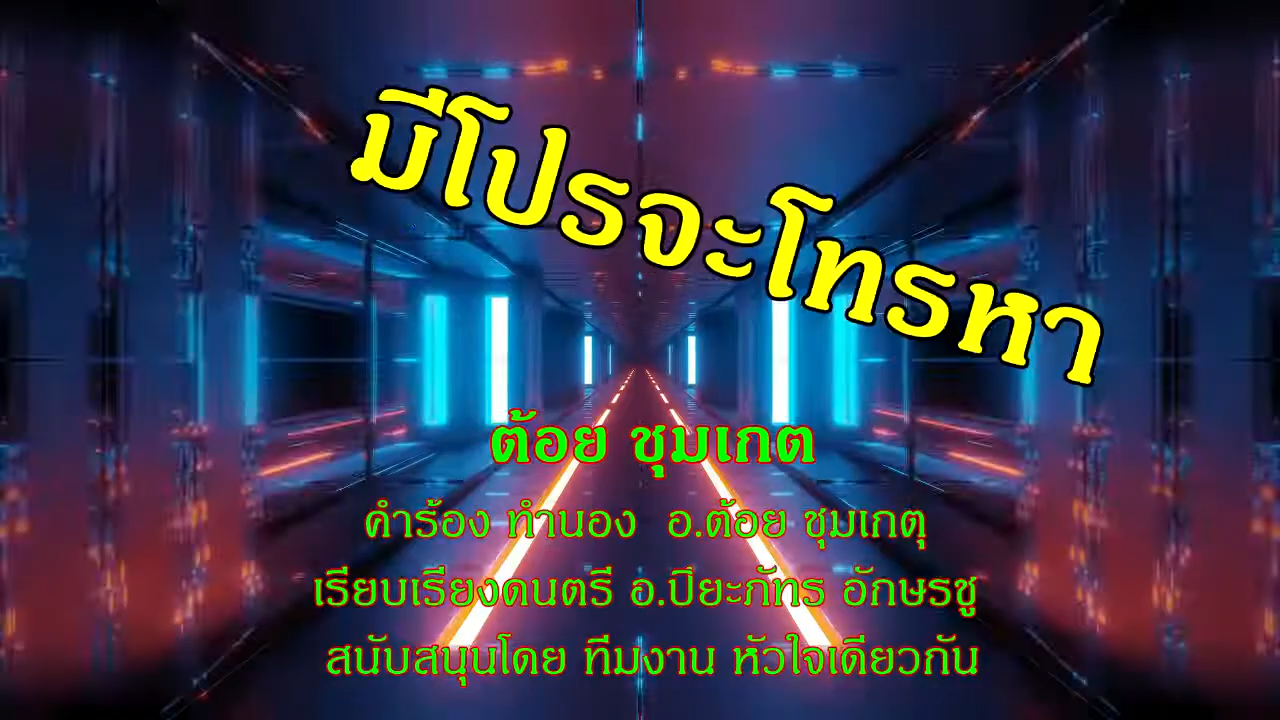 มีโปรจะโทรหา
ต้อย ชุมเกต
คำร้อง ทำนอง อ.ต้อย ชุมเกตุ
เรียบเรียงดนตรี อ.ปิยะภัทร อักษรชู
สนับสนุนโดย ทีมงาน หัวใจเดียวกัน